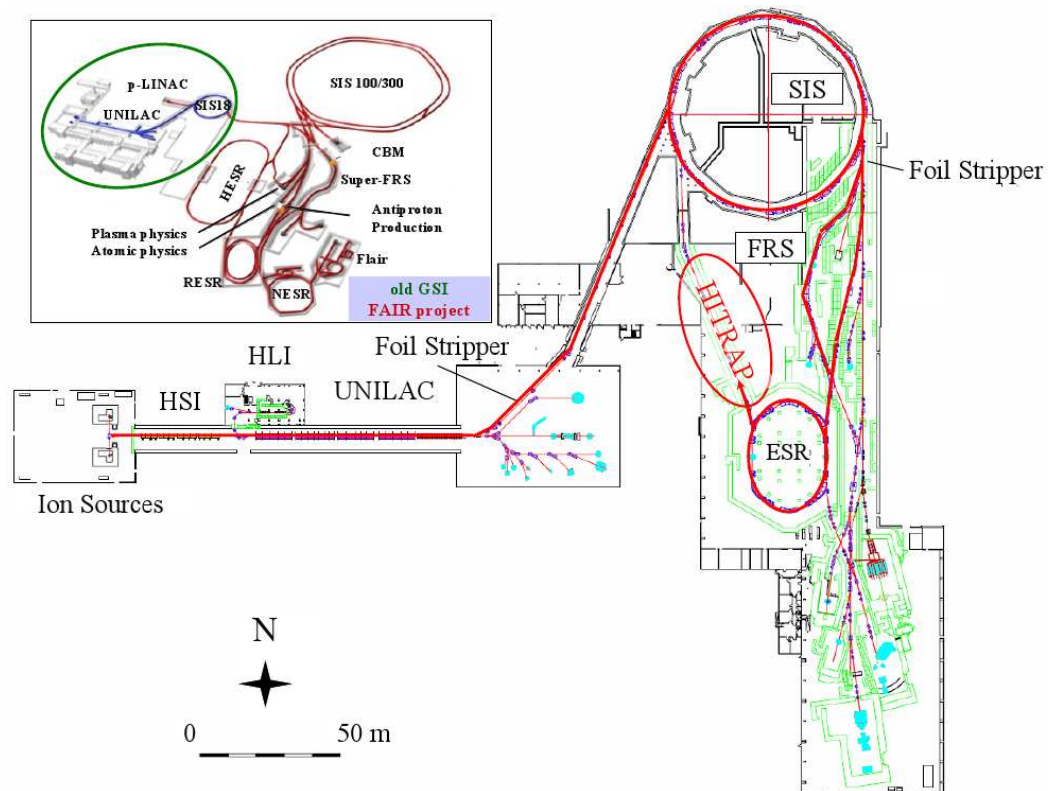 SIS 100/300
p-LINAC
UNILAC
SIS18
CBM
HESR
Super-FRS
Antiproton
Production
Plasma physics
Atomic physics
RESR
NESR
Flair
old GSI
FAIR project
SIS
Foil Stripper
FRS
HITRAP
Foil Stripper
HLI
HSI
UNILAC
ESR
Ion Sources
N
0
50 m